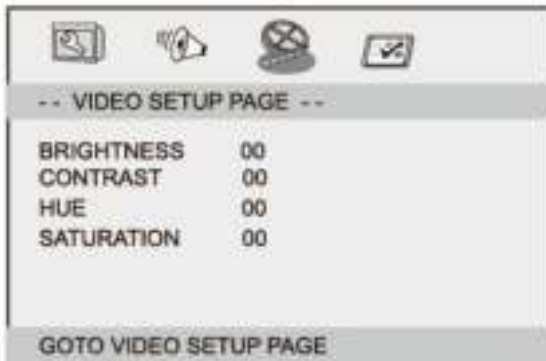 -- VIDEO SETUP PAGE --
BRIGHTNESS 00
CONTRAST 00
HUE 00
SATURATION 00
GOTO VIDEO SETUP PAGE